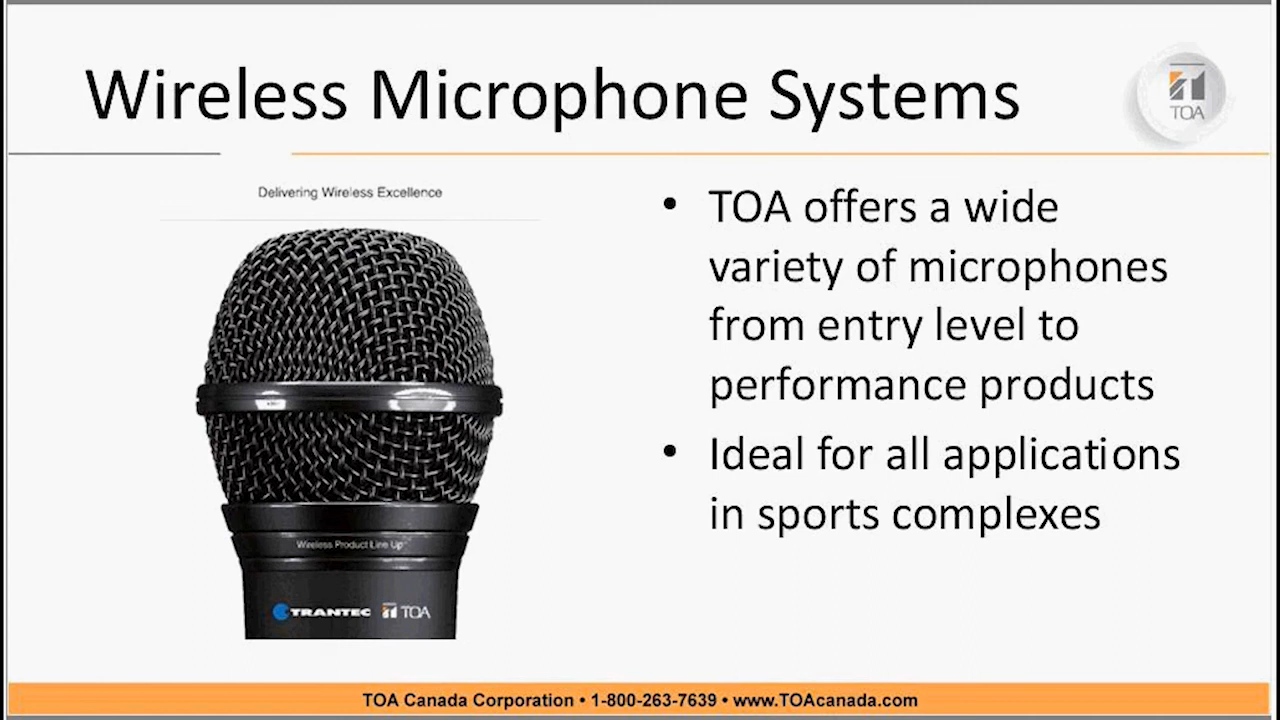 Wireless Microphone Systems
TOA
Delivering Wireless Excellence
• TOA offers a wide
variety of microphones
from entry level to
performance products
• Ideal for all applications
in sports complexes
Wireless Product Line Up
TRANTEC TOA
TOA Canada Corporation • 1-800-263-7639 • www.TOAcanada.com